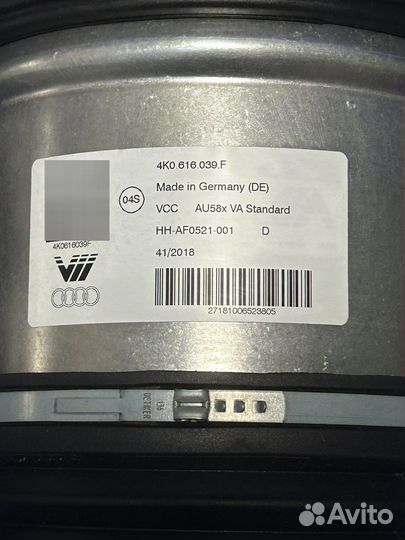 4K0.616.039.F
Made in Germany (DE)
04S
VCC AU58x VA Standard
HH-AF0521-001 D
41/2018
4K0616039F
27181006523805
OETIKER
Avito